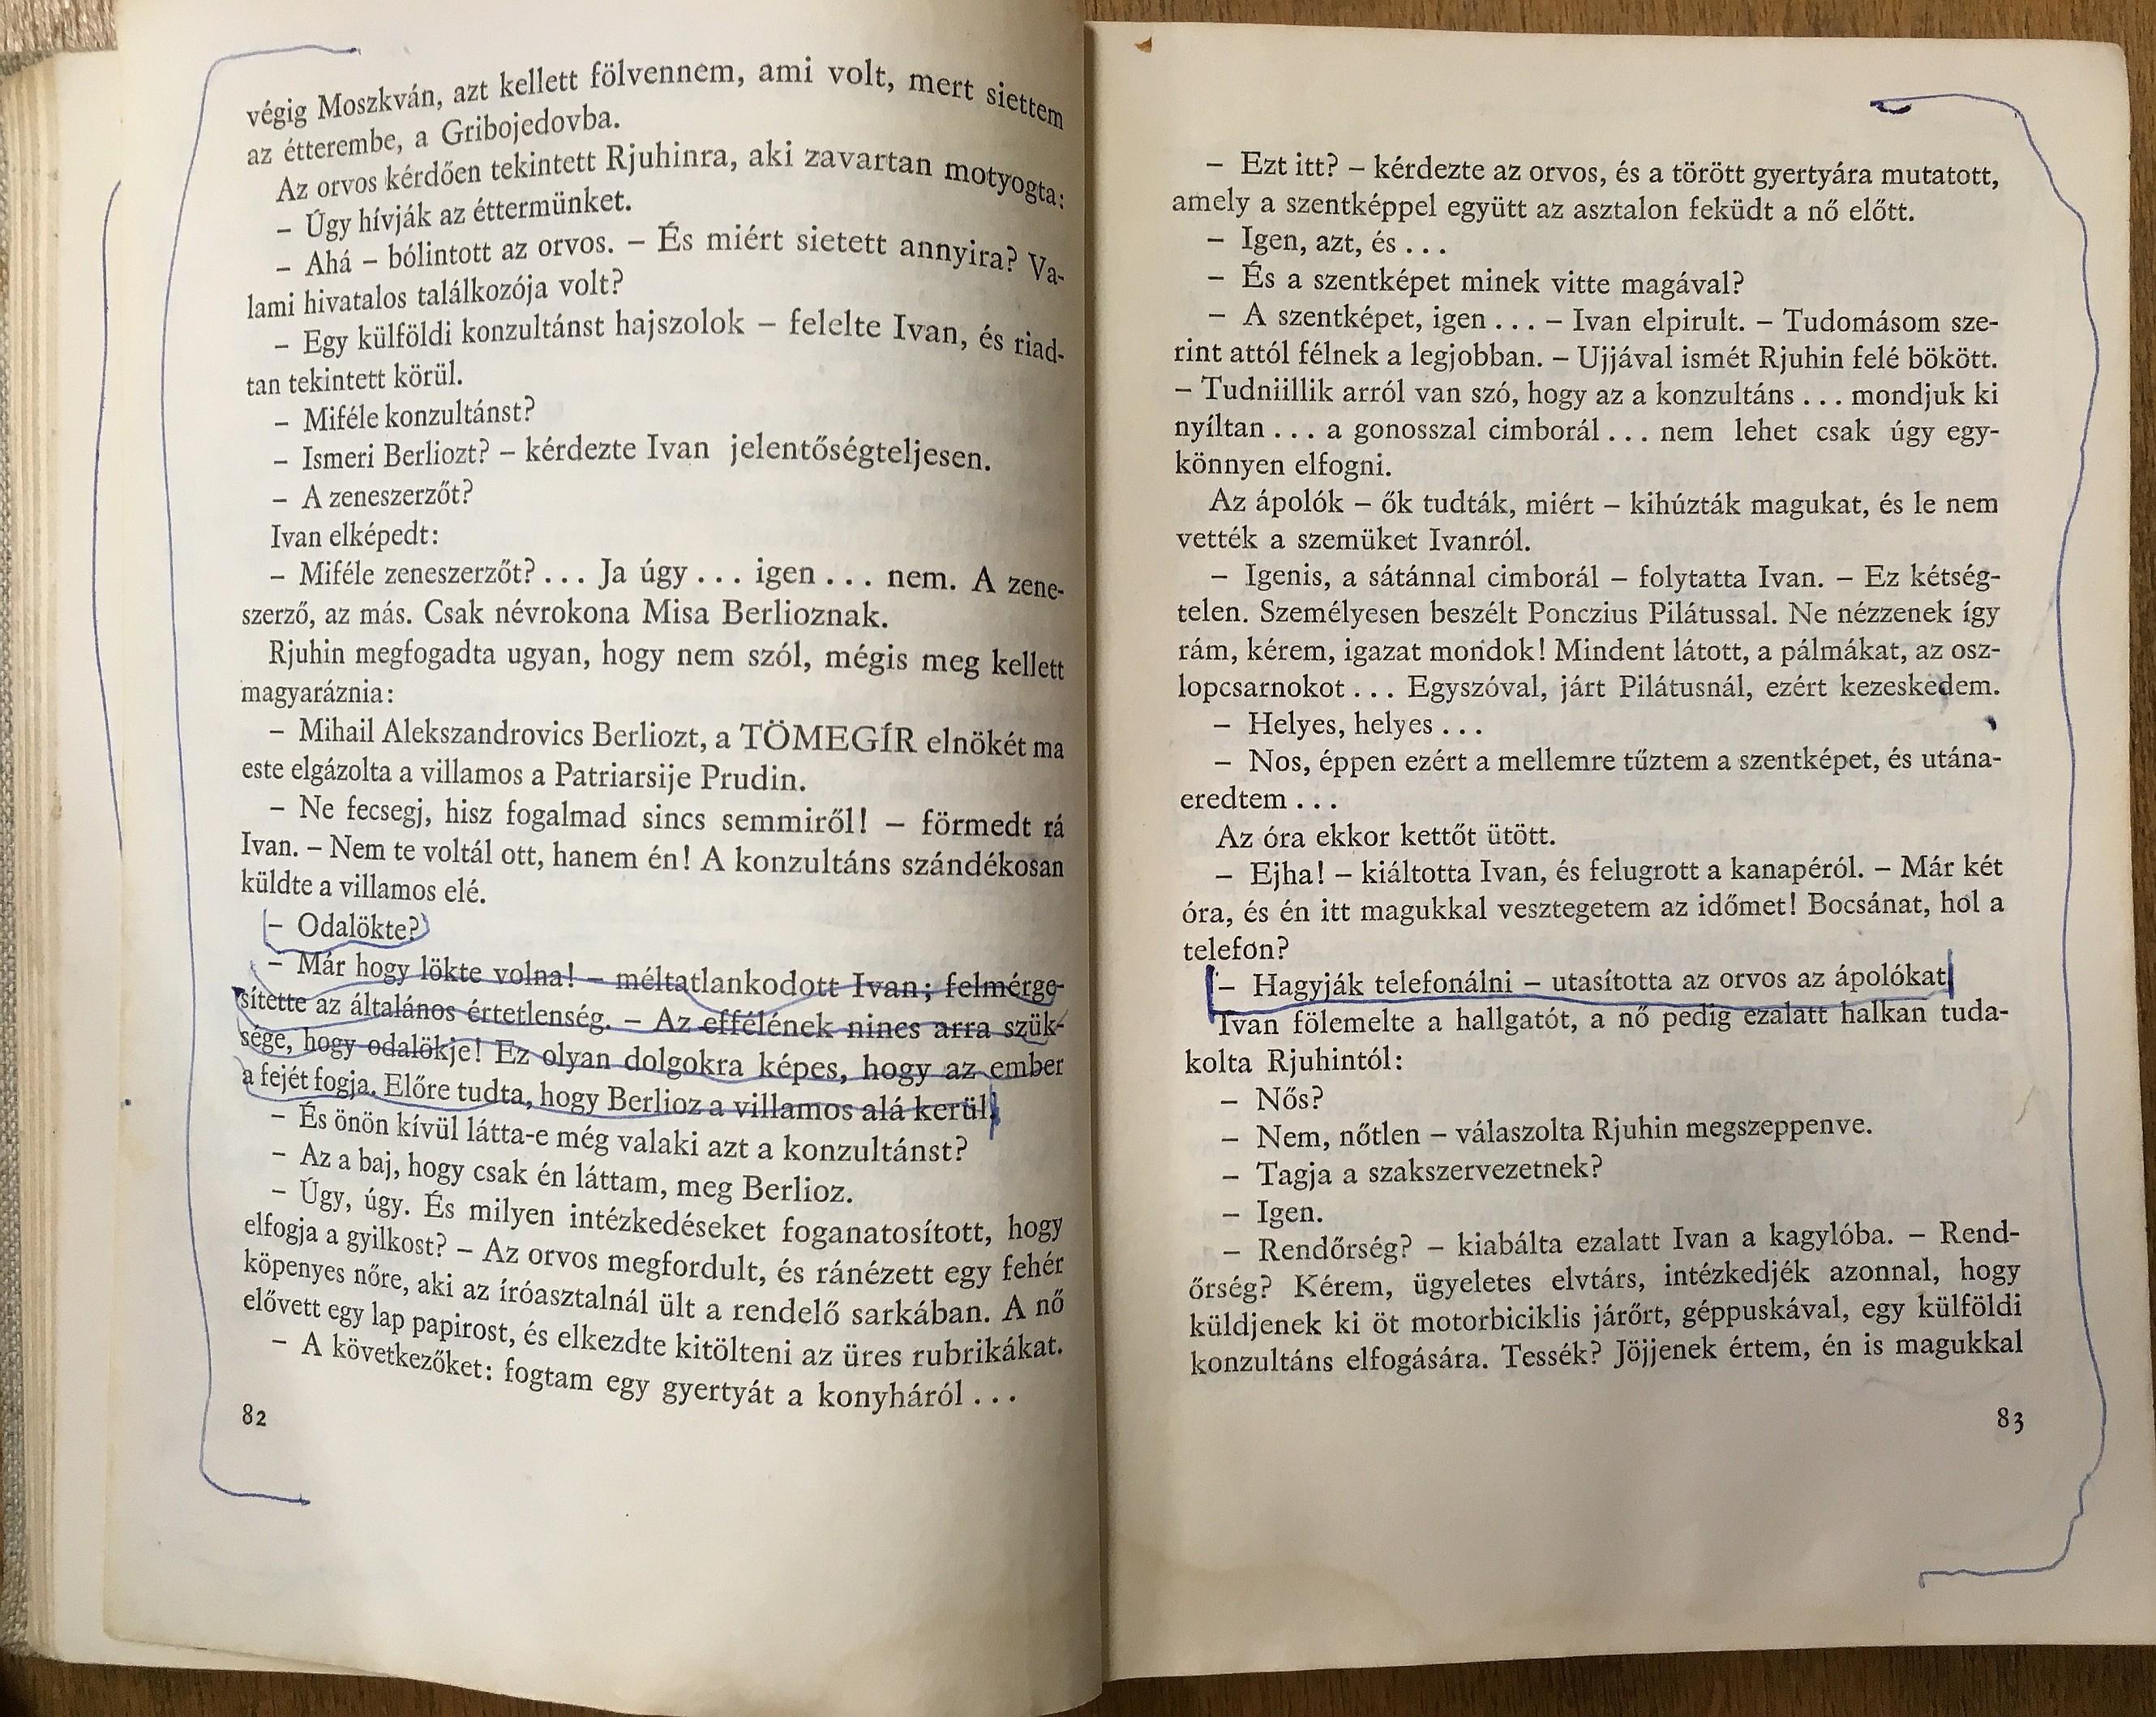 végig Moszkván, azt kellett fölvennem, ami volt, mert siettem
az étterembe, a Gribojedovba.
Az orvos kérdően tekintett Rjuhinra, aki zavartan motyogta:
– Úgy hívják az éttermünket.
– Ahá – bólintott az orvos. – És miért sietett annyira? Va-
lami hivatalos találkozója volt?
– Egy külföldi konzultánst hajszolok – felelte Ivan, és riad-
tan tekintett körül.
– Miféle konzultánst?
– Ismeri Berliozt? – kérdezte Ivan jelentőségteljesen.
– A zeneszerzőt?
Ivan elképedt:
– Miféle zeneszerzőt? . . . Ja úgy . . . igen . . . nem. A zene-
szerző, az más. Csak névrokona Misa Berlioznak.
Rjuhin megfogadta ugyan, hogy nem szól, mégis meg kellett
magyaráznia:
– Mihail Alekszandrovics Berliozt, a TÖMEGÍR elnökét ma
este elgázolta a villamos a Patriarsije Prudin.
– Ne fecsegj, hisz fogalmad sincs semmiről! – förmedt rá
Ivan. – Nem te voltál ott, hanem én! A konzultáns szándékosan
küldte a villamos elé.
– Odalökte?
– Már hogy lökte volna! – méltatlankodott Ivan; felmérge-
sítette az általános értetlenség. – Az effélének nincs arra szük-
sége, hogy odalökje! Ez olyan dolgokra képes, hogy az ember
a fejét fogja. Előre tudta, hogy Berlioz a villamos alá kerül.
– És önön kívül látta-e még valaki azt a konzultánst?
– Az a baj, hogy csak én láttam, meg Berlioz.
– Úgy, úgy. És milyen intézkedéseket foganatosított, hogy
elfogja a gyilkost? – Az orvos megfordult, és ránézett egy fehér
köpenyes nőre, aki az íróasztalnál ült a rendelő sarkában. A nő
elővett egy lap papirost, és elkezdte kitölteni az üres rubrikákat.
– A következőket: fogtam egy gyertyát a konyháról . . .
82
– Ezt itt? – kérdezte az orvos, és a törött gyertyára mutatott,
amely a szentképpel együtt az asztalon feküdt a nő előtt.
– Igen, azt, és . . .
– És a szentképet minek vitte magával?
– A szentképet, igen . . . – Ivan elpirult. – Tudomásom sze-
rint attól félnek a legjobban. – Ujjával ismét Rjuhin felé bökött.
– Tudniillik arról van szó, hogy az a konzultáns . . . mondjuk ki
nyíltan . . . a gonosszal cimborál . . . nem lehet csak úgy egy-
könnyen elfogni.
Az ápolók – ők tudták, miért – kihúzták magukat, és le nem
vették a szemüket Ivanról.
– Igenis, a sátánnal cimborál – folytatta Ivan. – Ez kétség-
telen. Személyesen beszélt Ponczius Pilátussal. Ne nézzenek így
rám, kérem, igazat mondok! Mindent látott, a pálmákat, az osz-
lopcsarnokot . . . Egyszóval, járt Pilátusnál, ezért kezeskedem.
– Helyes, helyes . . .
– Nos, éppen ezért a mellemre tűztem a szentképet, és utána-
eredtem . . .
Az óra ekkor kettőt ütött.
– Ejha! – kiáltotta Ivan, és felugrott a kanapéról. – Már két
óra, és én itt magukkal vesztegetem az időmet! Bocsánat, hol a
telefon?
– Hagyják telefonálni – utasította az orvos az ápolókat.
Ivan fölemelte a hallgatót, a nő pedig ezalatt halkan tuda-
kolta Rjuhintól:
– Nős?
– Nem, nőtlen – válaszolta Rjuhin megszeppenve.
– Tagja a szakszervezetnek?
– Igen.
– Rendőrség? – kiabálta ezalatt Ivan a kagylóba. – Rend-
őrség? Kérem, ügyeletes elvtárs, intézkedjék azonnal, hogy
küldjenek ki öt motorbiciklis járőrt, géppuskával, egy külföldi
konzultáns elfogására. Tessék? Jöjjenek értem, én is magukkal
83